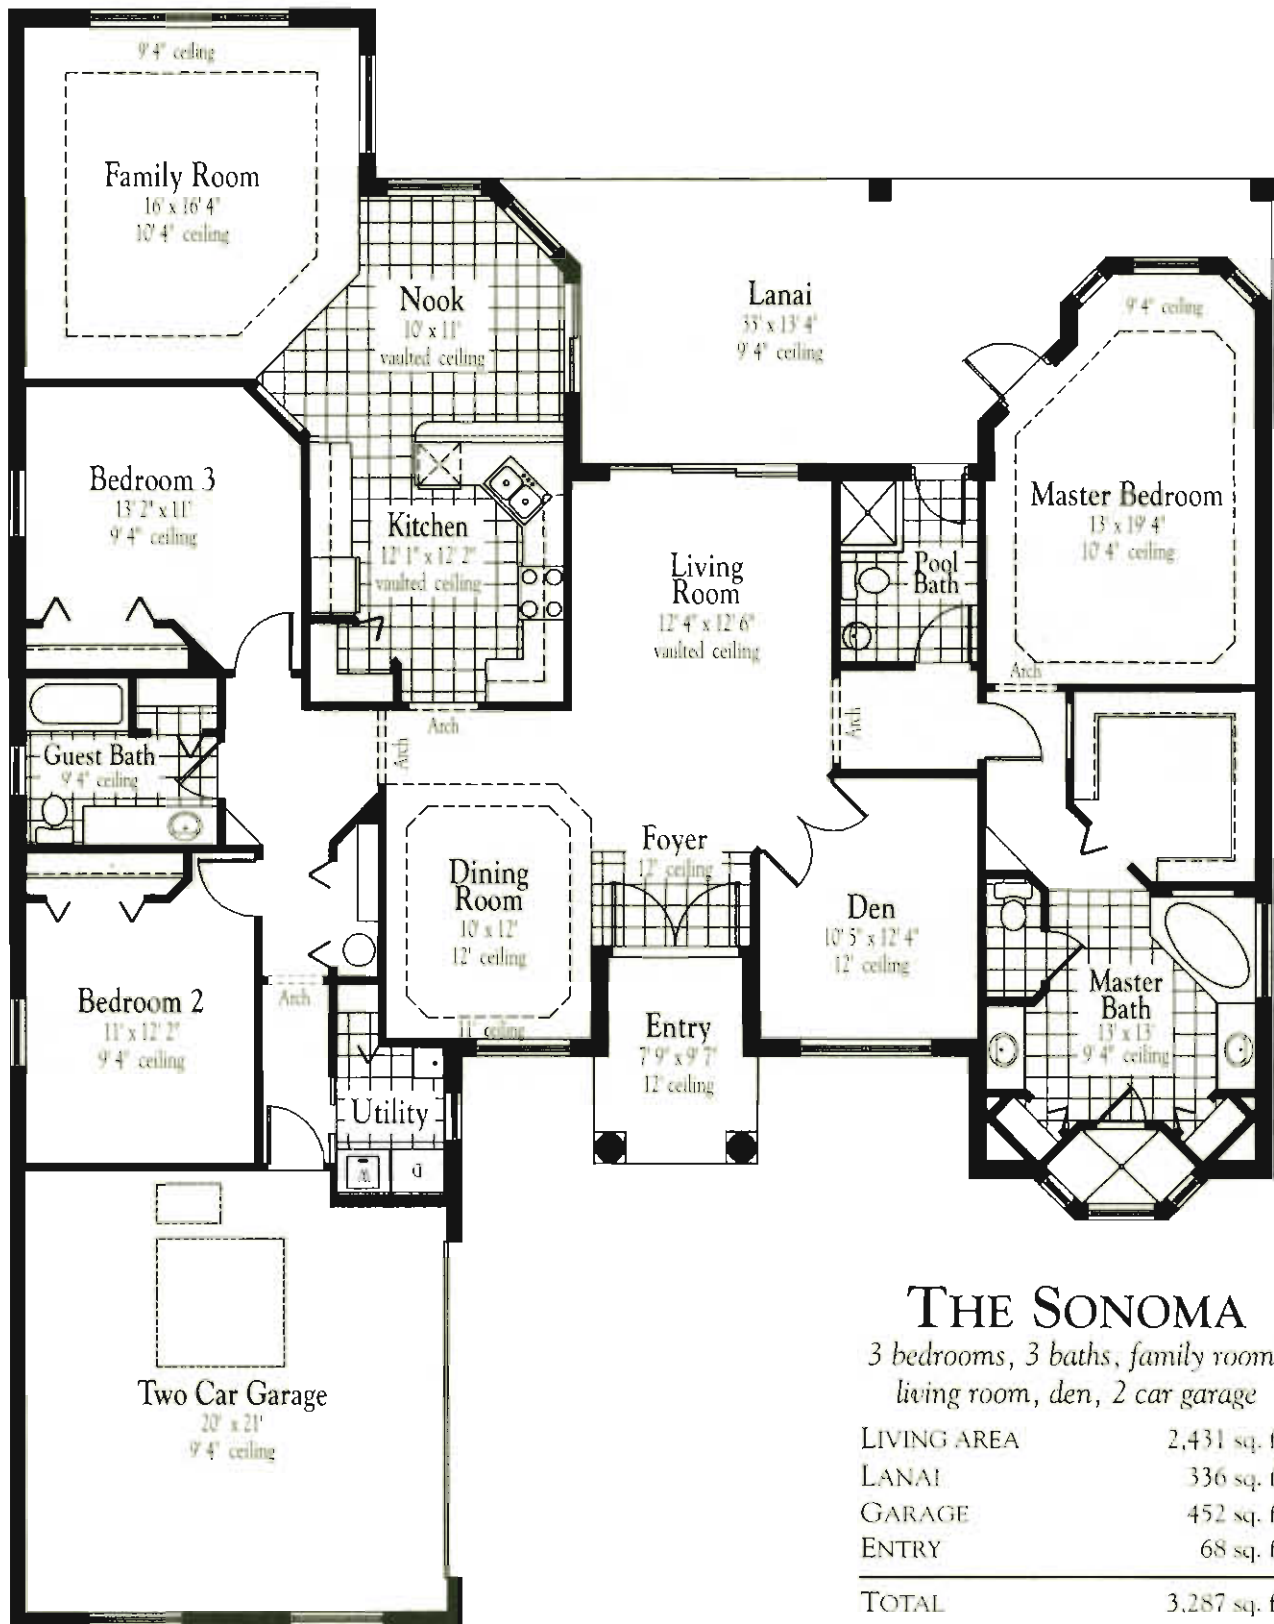 9' 4" ceiling
Family Room
16' x 16' 4"
10' 4" ceiling
Nook
10' x 11'
vaulted ceiling
Lanai
33' x 13' 4"
9' 4" ceiling
9' 4" ceiling
Master Bedroom
13' x 19' 4"
10' 4" ceiling
Arch
Bedroom 3
13' 2" x 11'
9' 4" ceiling
Kitchen
12' 1" x 12' 2"
vaulted ceiling
Living
Room
12' 4" x 12' 6"
vaulted ceiling
Pool
Bath
Arch
Arch
Arch
Guest Bath
9' 4" ceiling
Foyer
12' ceiling
Dining
Room
10' x 12'
12' ceiling
11' ceiling
Den
10' 5" x 12' 4"
12' ceiling
Master
Bath
13' x 13'
9' 4" ceiling
Bedroom 2
11' x 12' 2"
9' 4" ceiling
Arch
Entry
7' 9" x 9' 7"
12' ceiling
Utility
Two Car Garage
20' x 21'
9' 4" ceiling
THE SONOMA
3 bedrooms, 3 baths, family room
living room, den, 2 car garage
LIVING AREA 2,431 sq. f
LANAI 336 sq. f
GARAGE 452 sq. f
ENTRY 68 sq. f
TOTAL 3,287 sq. f